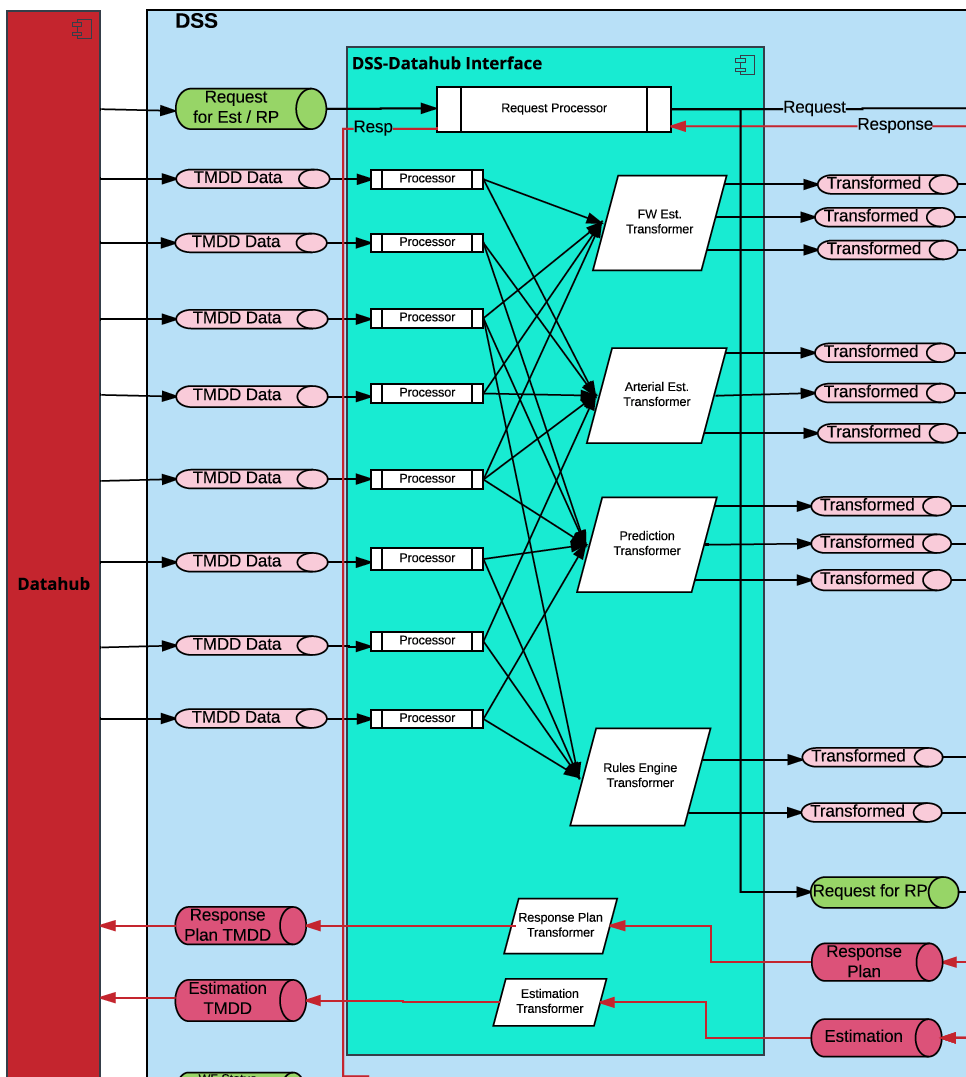 DSS
DSS-Datahub Interface
Request
for Est / RP
Request Processor
Request
Resp
Response
TMDD Data
Processor
FW Est.
Transformer
Transformed
Transformed
Transformed
TMDD Data
Processor
TMDD Data
Processor
Arterial Est.
Transformer
Transformed
Transformed
Transformed
TMDD Data
Processor
TMDD Data
Processor
Prediction
Transformer
Transformed
Transformed
Transformed
TMDD Data
Processor
Datahub
TMDD Data
Processor
TMDD Data
Processor
Rules Engine
Transformer
Transformed
Transformed
Request for RP
Response
Plan TMDD
Response Plan
Transformer
Response
Plan
Estimation
TMDD
Estimation
Transformer
Estimation